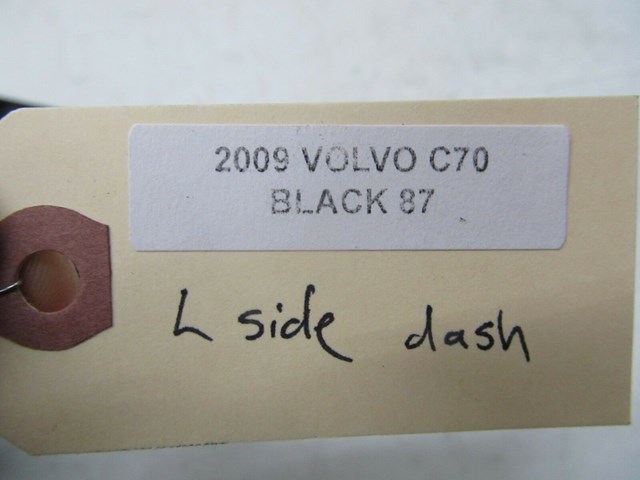 2009 VOLVO C70
BLACK 87
L side dash